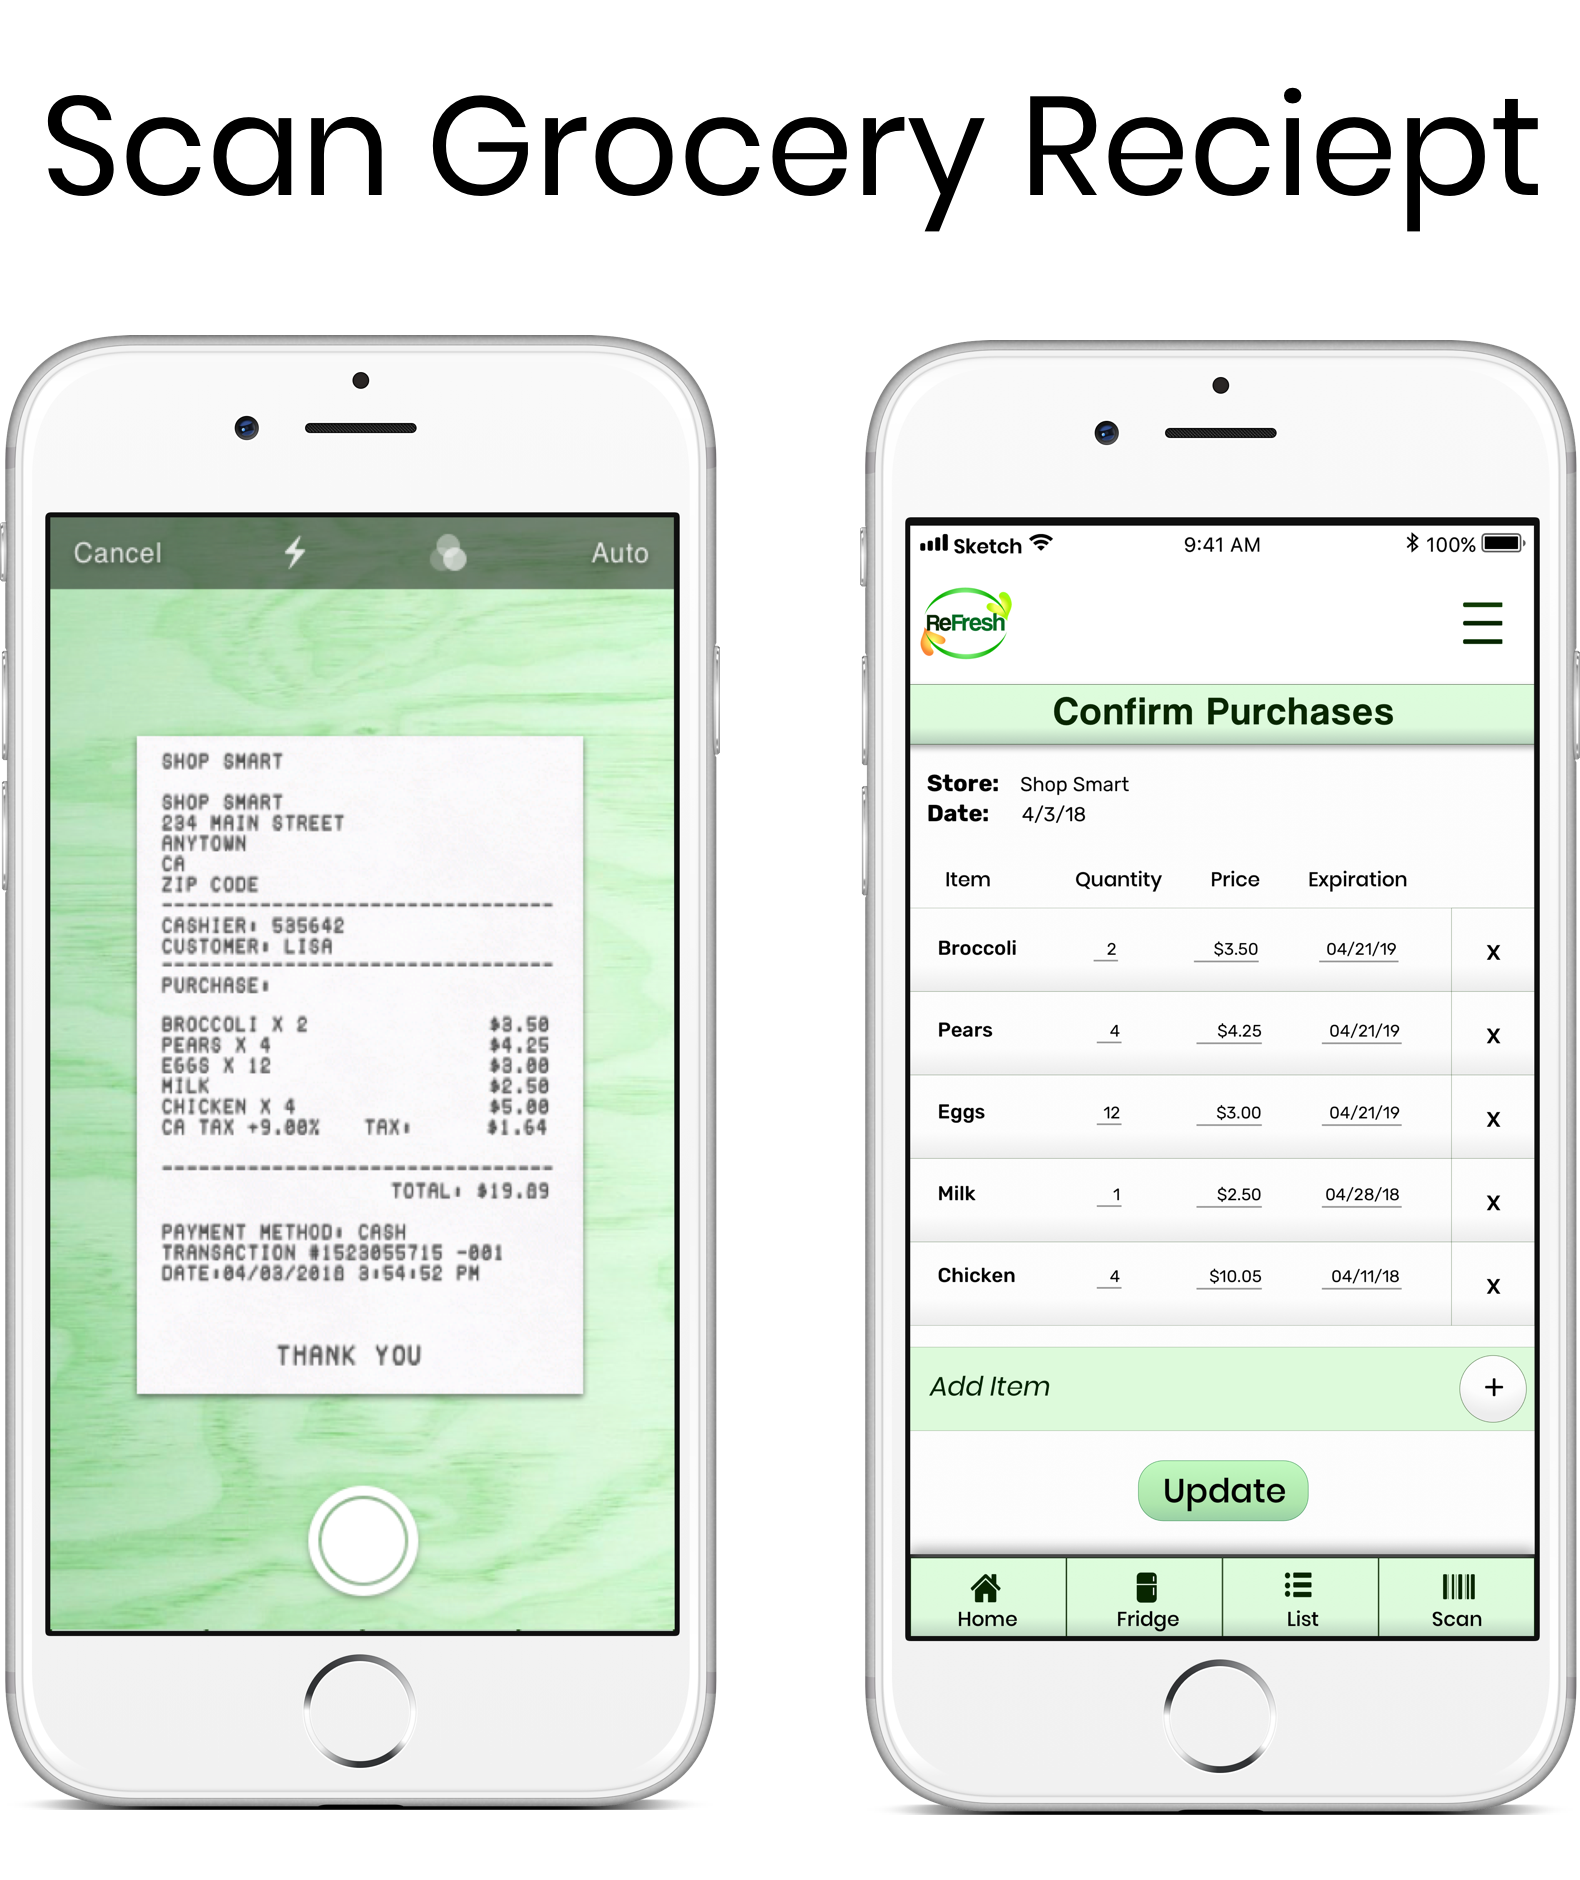 Scan Grocery Reciept
Cancel Auto
SHOP SMART
SHOP SMART
234 MAIN STREET
ANYTOWN
CA
ZIP CODE
--------------------------------
CASHIER: 535642
CUSTOMER: LISA
--------------------------------
PURCHASE:
BROCCOLI X 2 $3.50
PEARS X 4 $4.25
EGGS X 12 $3.00
MILK $2.50
CHICKEN X 4 $5.00
CA TAX +9.00% TAX: $1.64
--------------------------------
TOTAL: $19.89
PAYMENT METHOD: CASH
TRANSACTION #1523055715 -001
DATE:04/03/2018 3:54:52 PM
THANK YOU
Sketch 9:41 AM 100%
ReFresh
Confirm Purchases
Store: Shop Smart
Date: 4/3/18
Item Quantity Price Expiration
Broccoli 2 $3.50 04/21/19 X
Pears 4 $4.25 04/21/19 X
Eggs 12 $3.00 04/21/19 X
Milk 1 $2.50 04/28/18 X
Chicken 4 $10.05 04/11/18 X
Add Item +
Update
Home Fridge List Scan